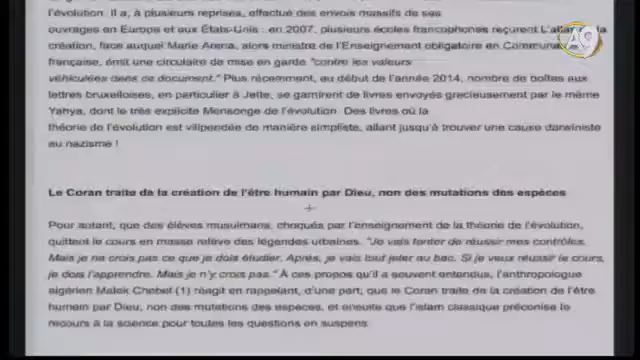 l'évolution. Il a, à plusieurs reprises, effectué des envois massifs de ses
ouvrages en Europe et aux États-Unis : en 2007, plusieurs écoles francophones reçurent L'atlas de la
création, face auquel Marie Arena, alors ministre de l'Enseignement obligatoire en Communauté
française, émit une circulaire de mise en garde "contre les valeurs
véhiculées dans ce document." Plus récemment, au début de l'année 2014, nombre de boîtes aux
lettres bruxelloises, en particulier à Jette, se garnirent de livres envoyés gracieusement par le même
Yahya, dont le très explicite Mensonge de l'évolution. Des livres où la
théorie de l'évolution est vilipendée de manière simpliste, allant jusqu'à trouver une cause darwiniste
au nazisme !
Le Coran traite de la création de l'être humain par Dieu, non des mutations des espèces
Pour autant, que des élèves musulmans, choqués par l'enseignement de la théorie de l'évolution,
quittent le cours en masse relève des légendes urbaines. "Je vais tenter de réussir mes contrôles.
Mais je ne crois pas ce que je dois étudier. Après, je vais tout jeter au bac. Si je veux réussir le cours,
je dois l'apprendre. Mais je n'y crois pas." À ces propos qu'il a souvent entendus, l'anthropologue
algérien Malek Chebel (1) réagit en rappelant, d'une part, que le Coran traite de la création de l'être
humain par Dieu, non des mutations des espèces, et ensuite que l'islam classique préconise le
recours à la science pour toutes les questions en suspens.
A9